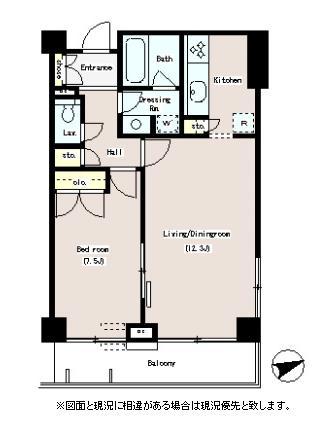 Entrance
shoes
Bath
Kitchen
Dressing
Rm
Lav.
W
sto.
R
sto.
Hall
clo.
Living/Diningroom
(12.3J)
Bed room
(7.5J)
Balcony
※図面と現況に相違がある場合は現況優先と致します。